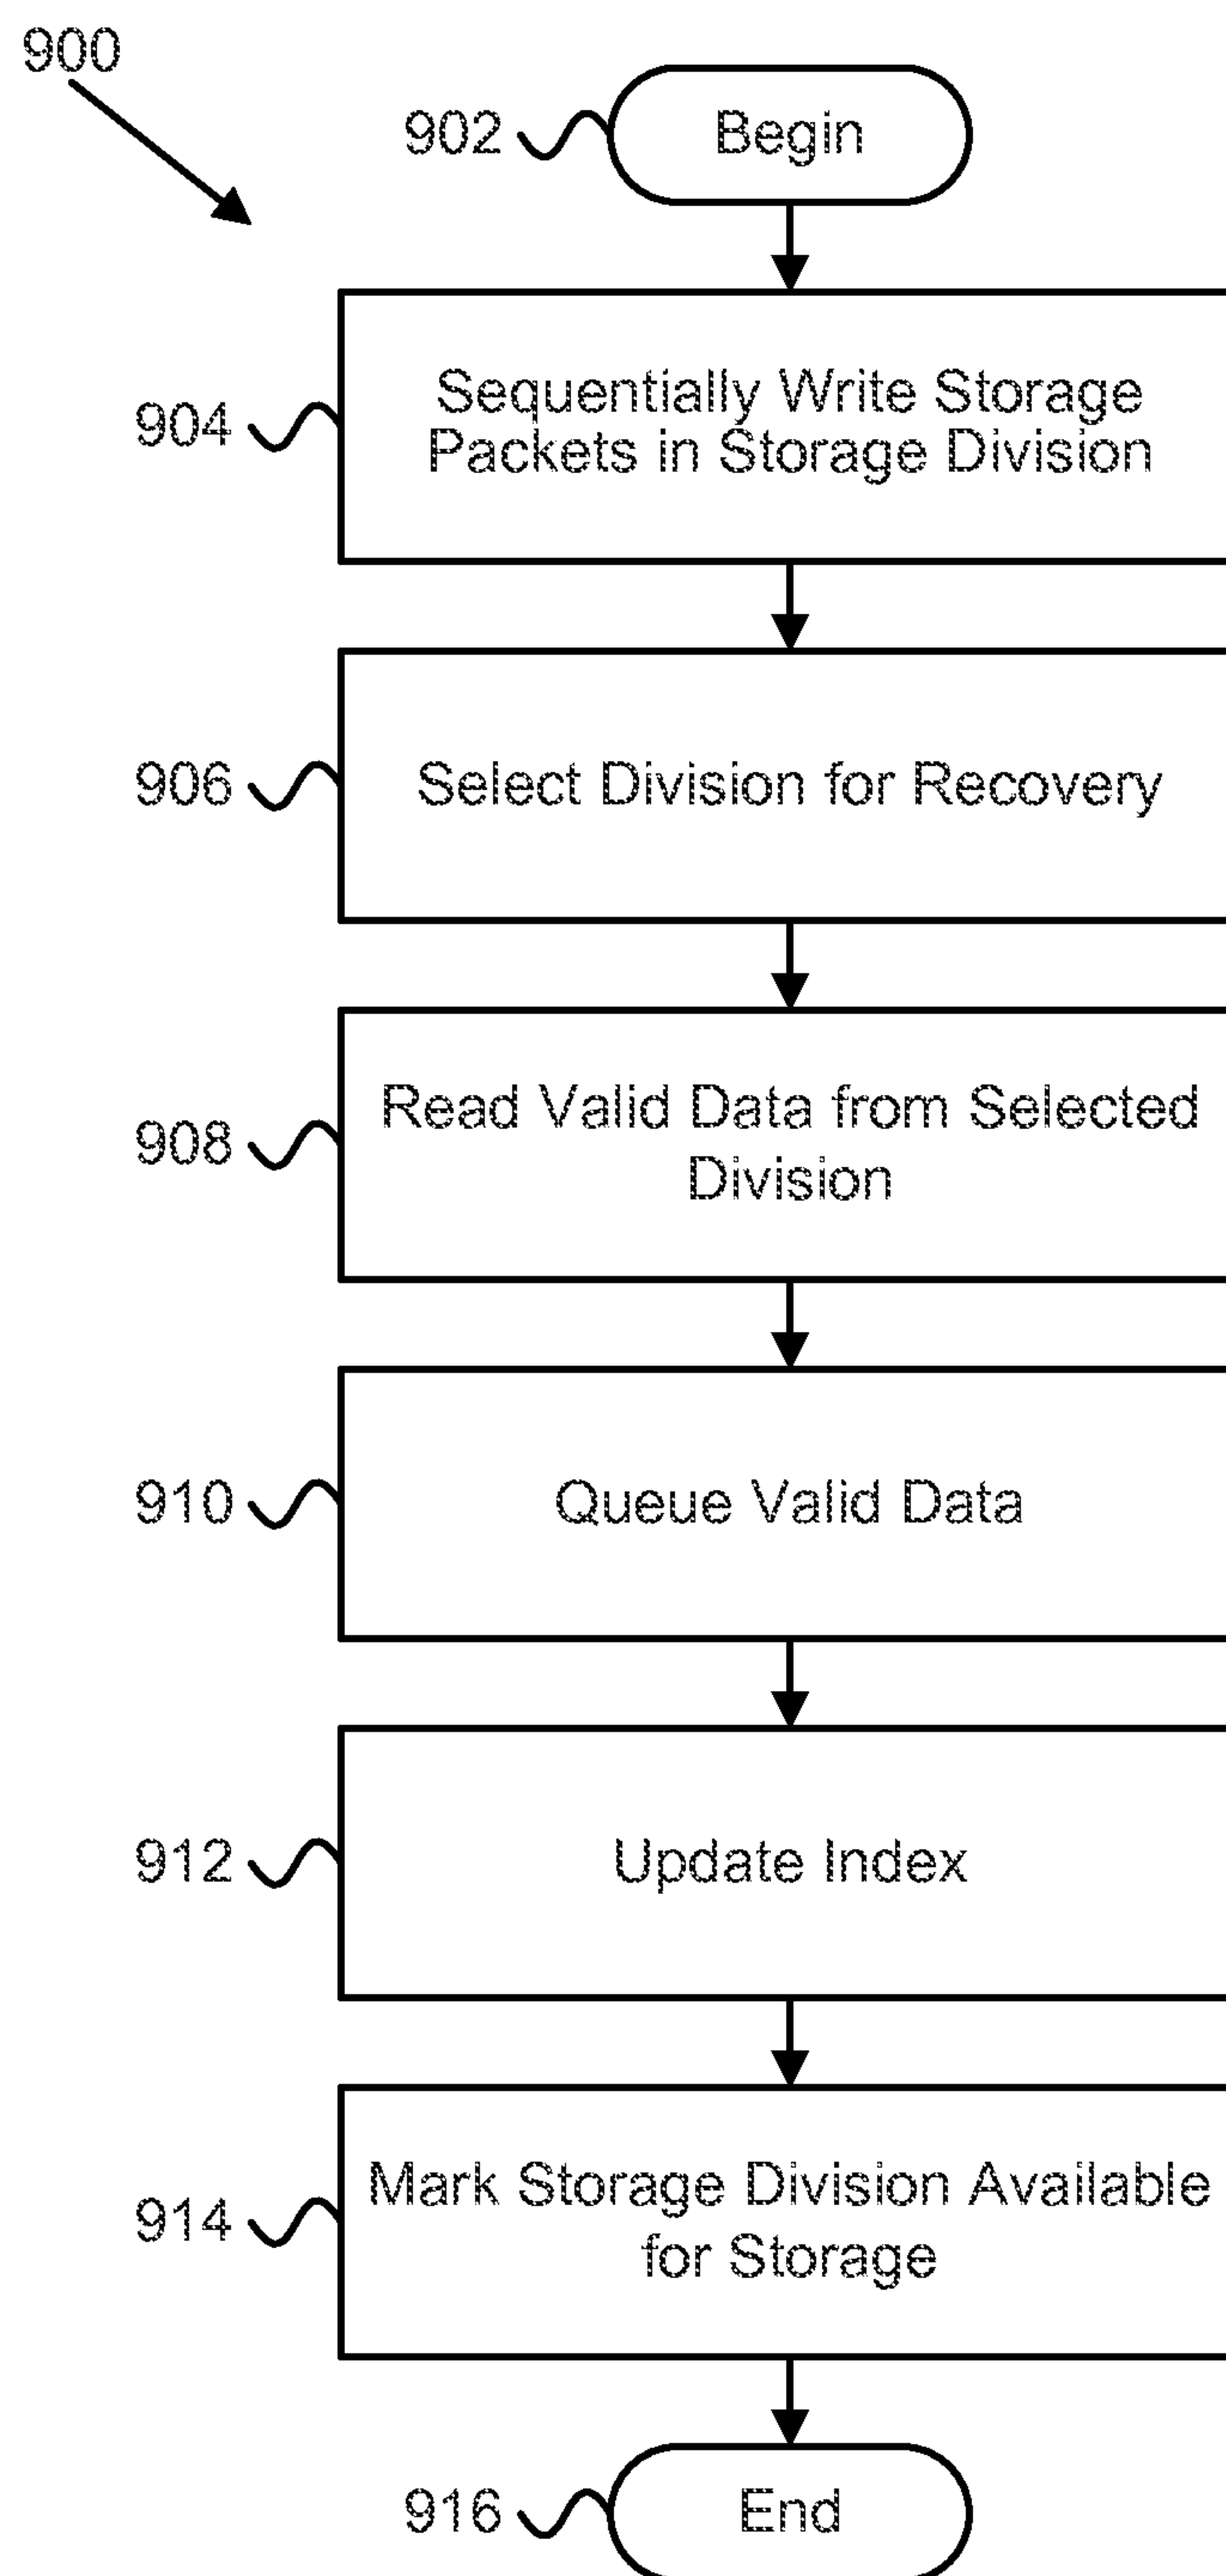 900
902
Begin
904
Sequentially Write Storage
Packets in Storage Division
906
Select Division for Recovery
908
Read Valid Data from Selected
Division
910
Queue Valid Data
912
Update Index
914
Mark Storage Division Available
for Storage
916
End